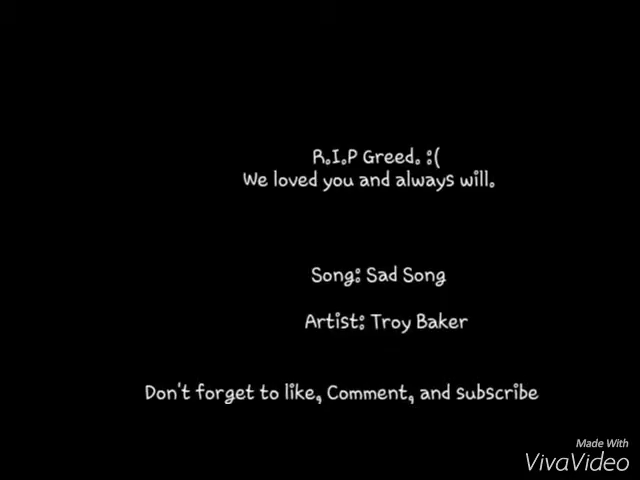 R.I.P Greed. :(
We loved you and always will.
Song: Sad Song
Artist: Troy Baker
Don't forget to like, Comment, and subscribe
Made With
VivaVideo